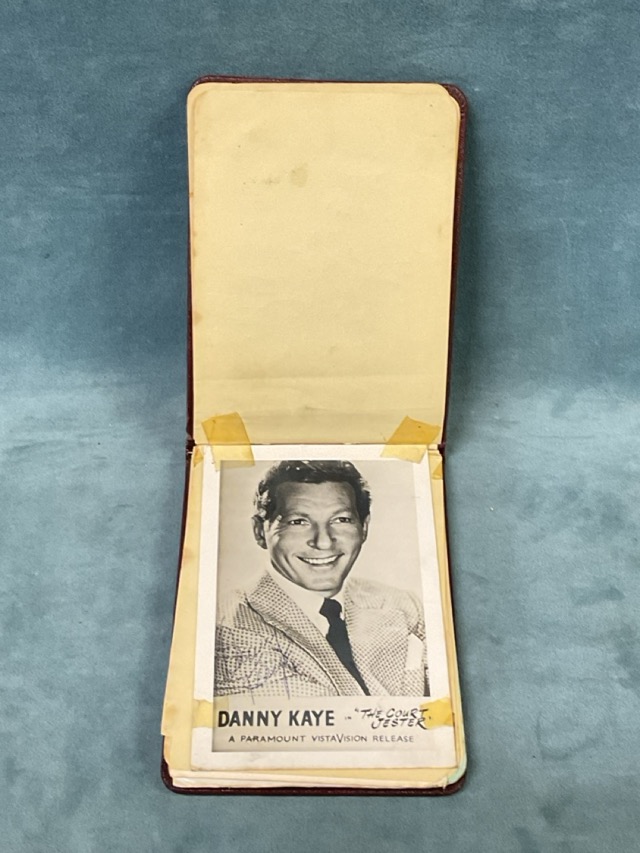 DANNY KAYE IN "THE COURT JESTER"
A PARAMOUNT VISTAVISION RELEASE